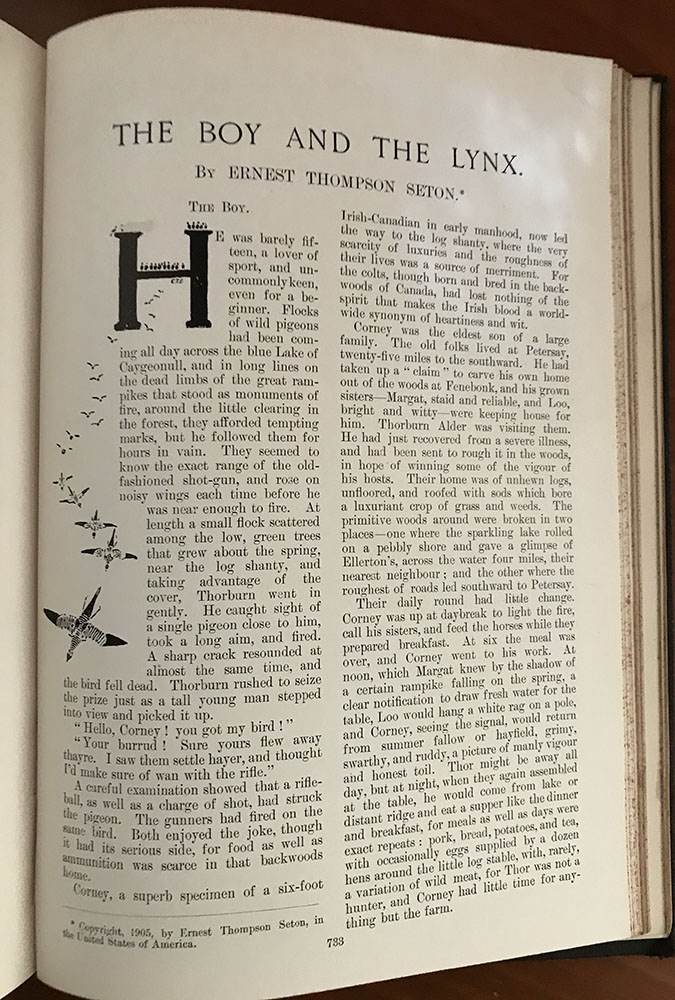 THE BOY AND THE LYNX.
By ERNEST THOMPSON SETON.*
The Boy.
HE was barely fif-
teen, a lover of
sport, and un-
commonly keen,
even for a be-
ginner. Flocks
of wild pigeons
had been com-
ing all day across the blue Lake of
Caygeonull, and in long lines on
the dead limbs of the great ram-
pikes that stood as monuments of
fire, around the little clearing in
the forest, they afforded tempting
marks, but he followed them for
hours in vain. They seemed to
know the exact range of the old-
fashioned shot-gun, and rose on
noisy wings each time before he
was near enough to fire. At
length a small flock scattered
among the low, green trees
that grew about the spring,
near the log shanty, and
taking advantage of the
cover, Thorburn went in
gently. He caught sight of
a single pigeon close to him,
took a long aim, and fired.
A sharp crack resounded at
almost the same time, and
the bird fell dead. Thorburn rushed to seize
the prize just as a tall young man stepped
into view and picked it up.
"Hello, Corney! you got my bird!"
"Your burrud! Sure yours flew away
thayre. I saw them settle hayer, and thought
I'd make sure of wan with the rifle."
A careful examination showed that a rifle-
ball, as well as a charge of shot, had struck
the pigeon. The gunners had fired on the
same bird. Both enjoyed the joke, though
it had its serious side, for food as well as
ammunition was scarce in that backwoods
home.
Corney, a superb specimen of a six-foot
* Copyright, 1905, by Ernest Thompson Seton, in
the United States of America.
Irish-Canadian in early manhood, now led
the way to the log shanty, where the very
scarcity of luxuries and the roughness of
their lives was a source of merriment. For
the colts, though born and bred in the back-
woods of Canada, had lost nothing of the
spirit that makes the Irish blood a world-
wide synonym of heartiness and wit.
Corney was the eldest son of a large
family. The old folks lived at Petersay,
twenty-five miles to the southward. He had
taken up a "claim" to carve his own home
out of the woods at Fenebonk, and his grown
sisters—Margat, staid and reliable, and Loo,
bright and witty—were keeping house for
him. Thorburn Alder was visiting them.
He had just recovered from a severe illness,
and had been sent to rough it in the woods,
in hope of winning some of the vigour of
his hosts. Their home was of unhewn logs,
unfloored, and roofed with sods which bore
a luxuriant crop of grass and weeds. The
primitive woods around were broken in two
places—one where the sparkling lake rolled
on a pebbly shore and gave a glimpse of
Ellerton's, across the water four miles, their
nearest neighbour; and the other where the
roughest of roads led southward to Petersay.
Their daily round had little change.
Corney was up at daybreak to light the fire,
call his sisters, and feed the horses while they
prepared breakfast. At six the meal was
over, and Corney went to his work. At
noon, which Margat knew by the shadow of
a certain rampike falling on the spring, a
clear notification to draw fresh water for the
table, Loo would hang a white rag on a pole,
and Corney, seeing the signal, would return
from summer fallow or hayfield, grimy,
swarthy, and ruddy, a picture of manly vigour
and honest toil. Thor might be away all
day, but at night, when they again assembled
at the table, he would come from lake or
distant ridge and eat a supper like the dinner
and breakfast, for meals as well as days were
exact repeats: pork, bread, potatoes, and tea,
with occasionally eggs supplied by a dozen
hens around the little log stable, with, rarely,
a variation of wild meat, for Thor was not a
hunter, and Corney had little time for any-
thing but the farm.
733